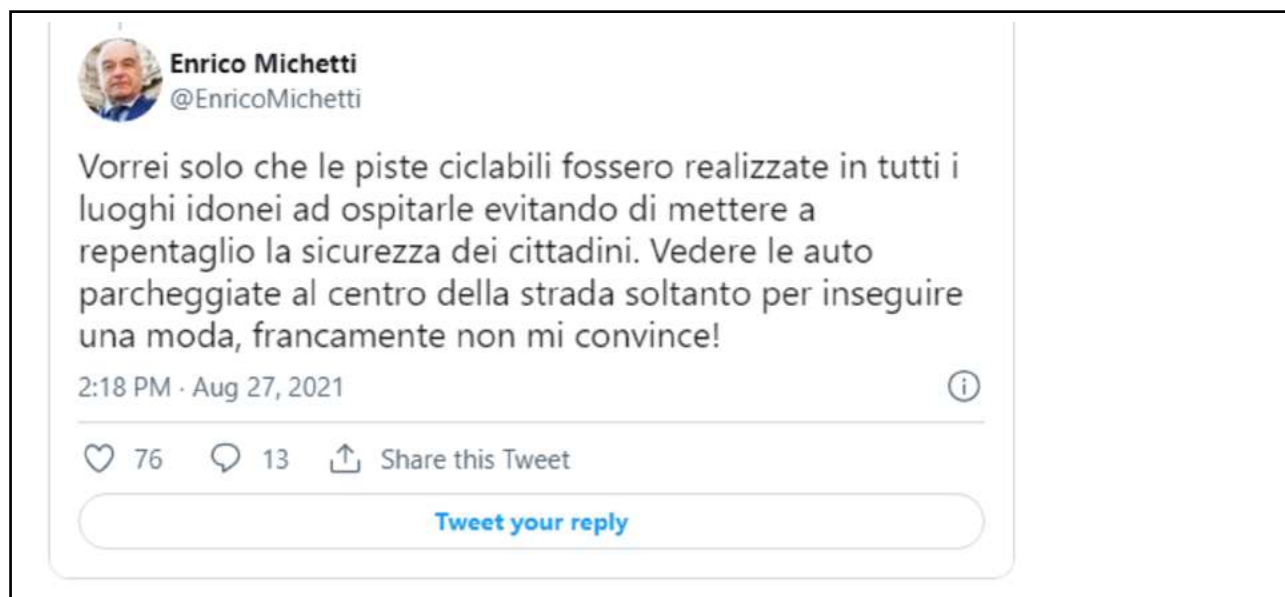 Enrico Michetti
@EnricoMichetti
Vorrei solo che le piste ciclabili fossero realizzate in tutti i
luoghi idonei ad ospitarle evitando di mettere a
repentaglio la sicurezza dei cittadini. Vedere le auto
parcheggiate al centro della strada soltanto per inseguire
una moda, francamente non mi convince!
2:18 PM · Aug 27, 2021
76 13 Share this Tweet
Tweet your reply